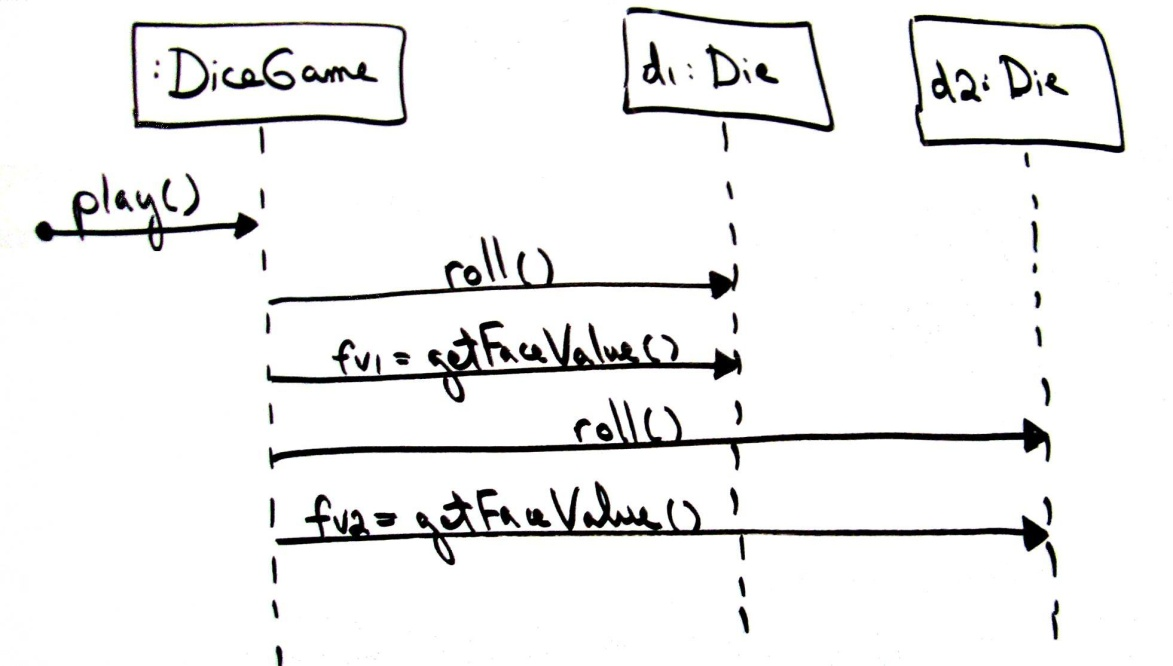 :DiceGame
d1: Die
d2: Die
play()
roll()
fv1 = getFaceValue()
roll()
fv2 = getFaceValue()